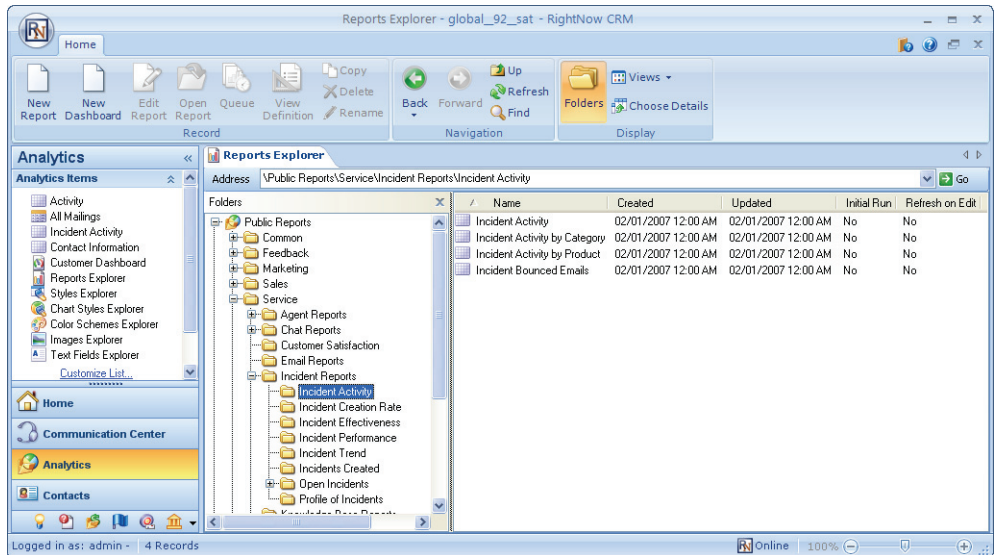 Reports Explorer - global_92_sat - RightNow CRM
Home
New Report
New Dashboard
Edit Report
Open Report
Queue
View Definition
Copy
Delete
Rename
Record
Back
Forward
Up
Refresh
Find
Navigation
Folders
Views
Choose Details
Display
Analytics
Analytics Items
Activity
All Mailings
Incident Activity
Contact Information
Customer Dashboard
Reports Explorer
Styles Explorer
Chart Styles Explorer
Color Schemes Explorer
Images Explorer
Text Fields Explorer
Customize List...
Home
Communication Center
Analytics
Contacts
Reports Explorer
Address \Public Reports\Service\Incident Reports\Incident Activity Go
Folders
Public Reports
Common
Feedback
Marketing
Sales
Service
Agent Reports
Chat Reports
Customer Satisfaction
Email Reports
Incident Reports
Incident Activity
Incident Creation Rate
Incident Effectiveness
Incident Performance
Incident Trend
Incidents Created
Open Incidents
Profile of Incidents
Name Created Updated Initial Run Refresh on Edit
Incident Activity 02/01/2007 12:00 AM 02/01/2007 12:00 AM No No
Incident Activity by Category 02/01/2007 12:00 AM 02/01/2007 12:00 AM No No
Incident Activity by Product 02/01/2007 12:00 AM 02/01/2007 12:00 AM No No
Incident Bounced Emails 02/01/2007 12:00 AM 02/01/2007 12:00 AM No No
Logged in as: admin - 4 Records
Online 100%